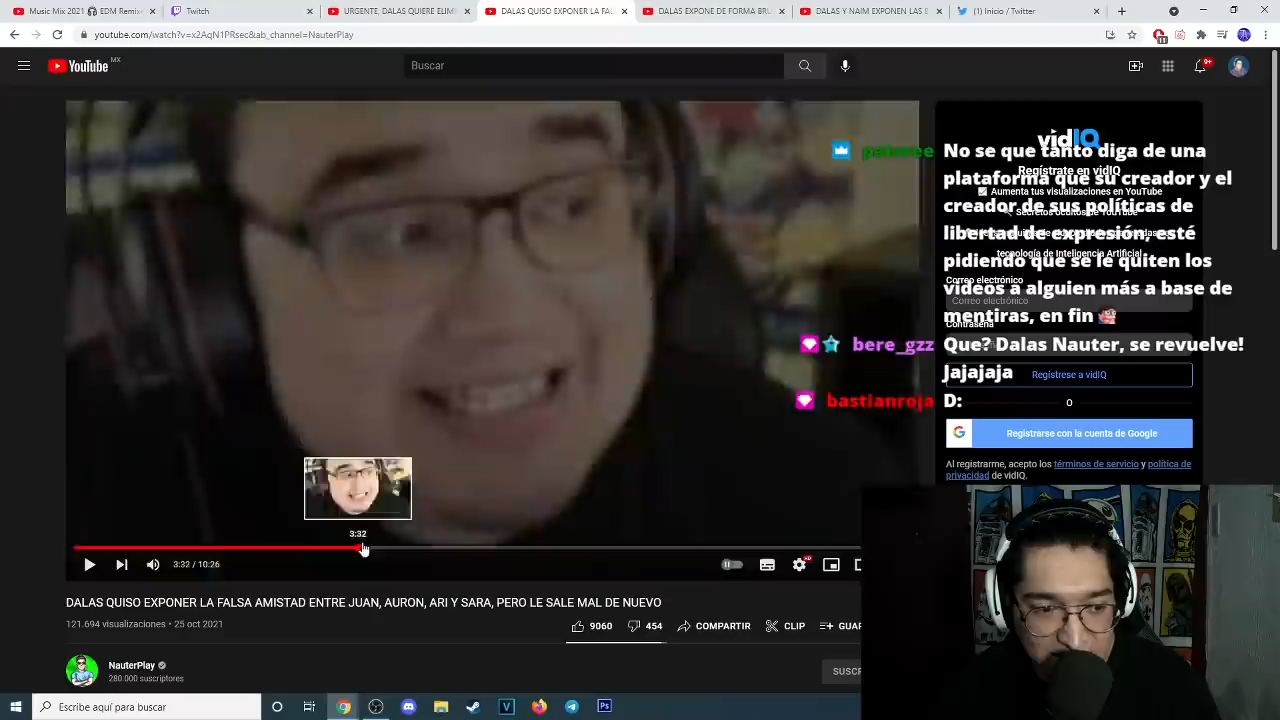 Music 2021 🎧 EDM Remixe
Twitch
URGENTE, DALAS QUIERE ELIMI
DALAS QUISO EXPONER LA FAL
DALAS EXPONE DE FORMA BRU
DALAS Y NAIM EXPONEN LAS E
(1) Inicio / Twitter
youtube.com/watch?v=x2AqN1PRsec&ab_channel=NauterPlay
11
YouTube MX
Buscar
9+
vidIQ
Regístrate en vidIQ
Aumenta tus visualizaciones en YouTube
Secretos ocultos de YouTube
tecnología de Inteligencia Artificial
Correo electrónico
Correo electrónico
Contraseña
Regístrese a vidIQ
O
Registrarse con la cuenta de Google
Al registrarme, acepto los términos de servicio y política de
privacidad de vidIQ.
No se que tanto diga de una
plataforma que su creador y el
creador de sus políticas de
libertad de expresión, esté
pidiendo que se le quiten los
videos a alguien más a base de
mentiras, en fin
bere_gzz Que? Dalas Nauter, se revuelve!
Jajajaja
bastianroja D:
3:32
3:32 / 10:26
HD
DALAS QUISO EXPONER LA FALSA AMISTAD ENTRE JUAN, AURON, ARI Y SARA, PERO LE SALE MAL DE NUEVO
121.694 visualizaciones • 25 oct 2021
9060
454
COMPARTIR
CLIP
GUAR
NauterPlay
280.000 suscriptores
SUSCR
Escribe aquí para buscar
V
Ps